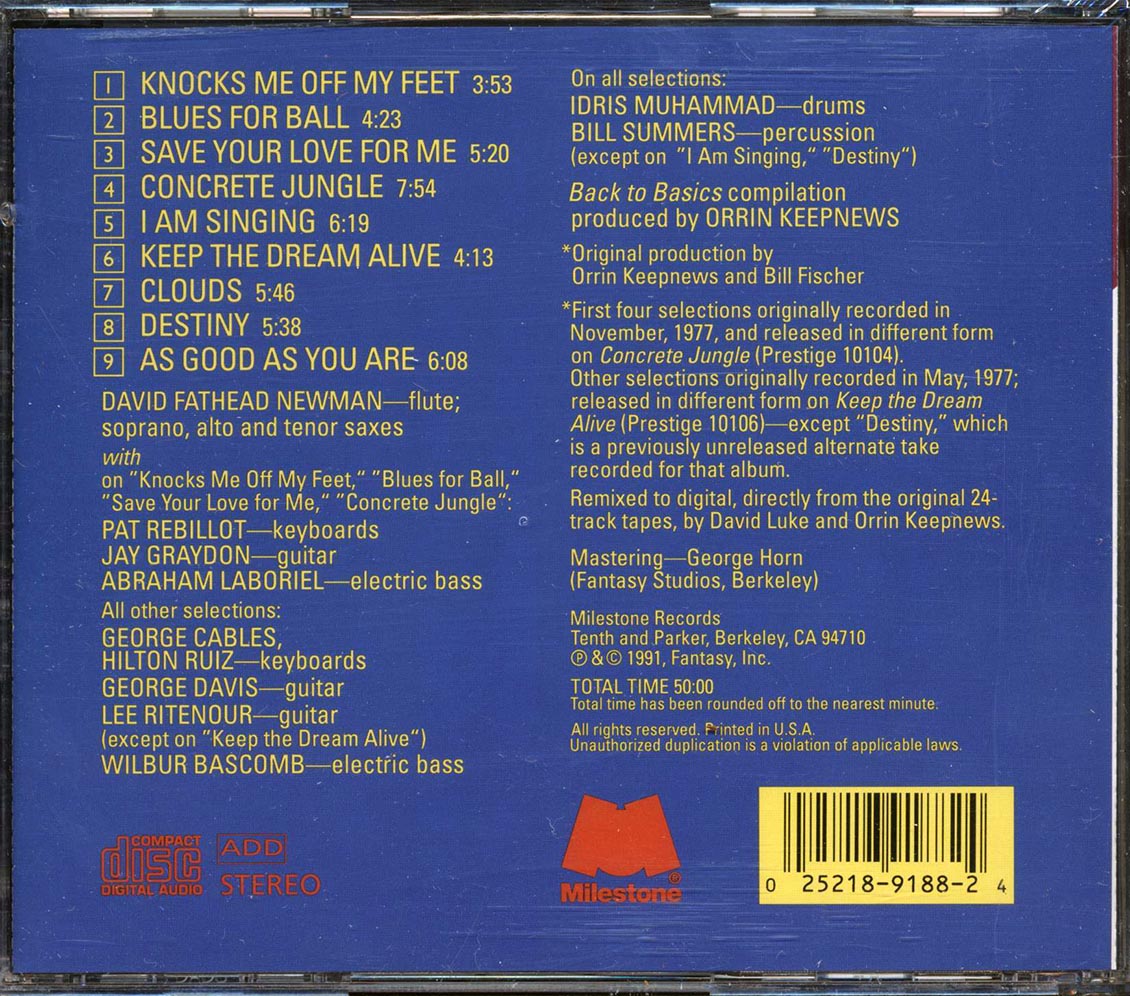 1 KNOCKS ME OFF MY FEET 3:53
2 BLUES FOR BALL 4:23
3 SAVE YOUR LOVE FOR ME 5:20
4 CONCRETE JUNGLE 7:54
5 I AM SINGING 6:19
6 KEEP THE DREAM ALIVE 4:13
7 CLOUDS 5:46
8 DESTINY 5:38
9 AS GOOD AS YOU ARE 6:08
DAVID FATHEAD NEWMAN—flute;
soprano, alto and tenor saxes
with
on "Knocks Me Off My Feet," "Blues for Ball,"
"Save Your Love for Me," "Concrete Jungle":
PAT REBILLOT—keyboards
JAY GRAYDON—guitar
ABRAHAM LABORIEL—electric bass
All other selections:
GEORGE CABLES,
HILTON RUIZ—keyboards
GEORGE DAVIS—guitar
LEE RITENOUR—guitar
(except on "Keep the Dream Alive")
WILBUR BASCOMB—electric bass
COMPACT
disc
DIGITAL AUDIO
ADD
STEREO
On all selections:
IDRIS MUHAMMAD—drums
BILL SUMMERS—percussion
(except on "I Am Singing," "Destiny")
Back to Basics compilation
produced by ORRIN KEEPNEWS
*Original production by
Orrin Keepnews and Bill Fischer
*First four selections originally recorded in
November, 1977, and released in different form
on Concrete Jungle (Prestige 10104).
Other selections originally recorded in May, 1977;
released in different form on Keep the Dream
Alive (Prestige 10106)—except "Destiny," which
is a previously unreleased alternate take
recorded for that album.
Remixed to digital, directly from the original 24-
track tapes, by David Luke and Orrin Keepnews.
Mastering—George Horn
(Fantasy Studios, Berkeley)
Milestone Records
Tenth and Parker, Berkeley, CA 94710
℗ & © 1991, Fantasy, Inc.
TOTAL TIME 50:00
Total time has been rounded off to the nearest minute.
All rights reserved. Printed in U.S.A.
Unauthorized duplication is a violation of applicable laws.
Milestone®
0 25218-9188-2 4